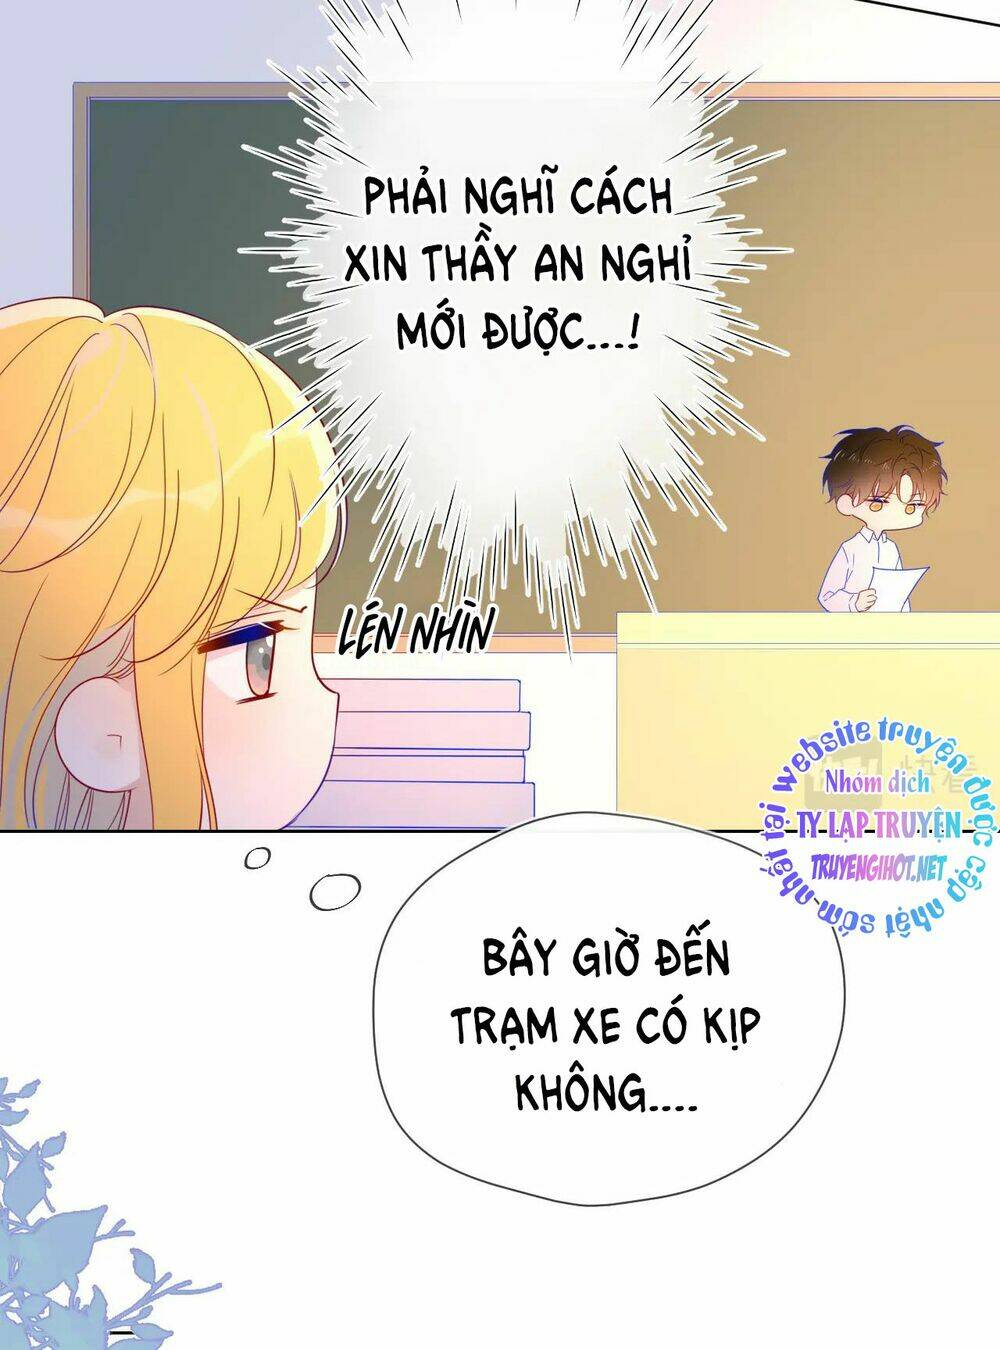 PHẢI NGHĨ CÁCH
XIN THẦY AN NGHỈ
MỚI ĐƯỢC...!
LÉN NHÌN
website truyện được cập nhật sớm nhất tại
Nhóm dịch
TY LAP TRUYỆN
TRUYENGIHOT.NET
BÂY GIỜ ĐẾN
TRẠM XE CÓ KỊP
KHÔNG....